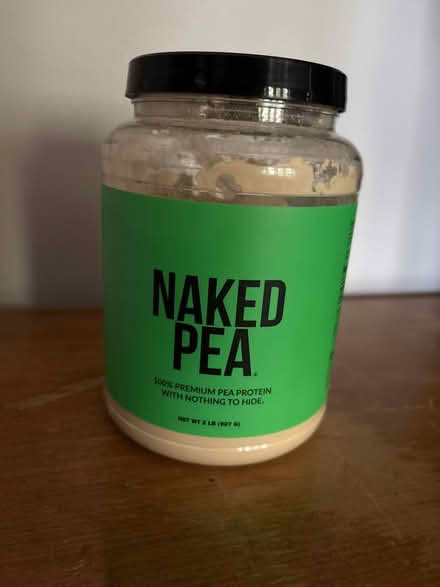 NAKED
PEA®
100% PREMIUM PEA PROTEIN
WITH NOTHING TO HIDE.
NET WT 2 LB (907 G)